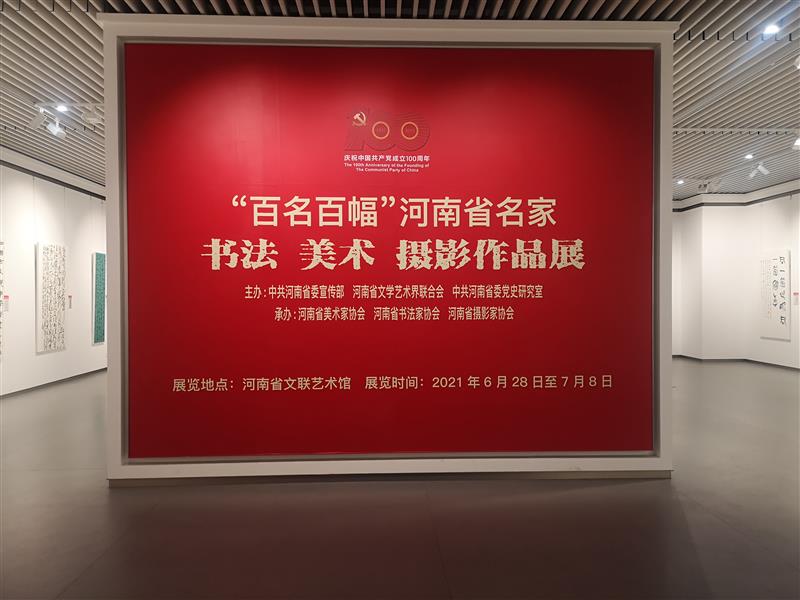 100
庆祝中国共产党成立100周年
The 100th Anniversary of the Founding of
The Communist Party of China
“百名百幅”河南省名家
书法 美术 摄影作品展
主办:中共河南省委宣传部 河南省文学艺术界联合会 中共河南省委党史研究室
承办:河南省美术家协会 河南省书法家协会 河南省摄影家协会
展览地点：河南省文联艺术馆 展览时间：2021年6月28日至7月8日